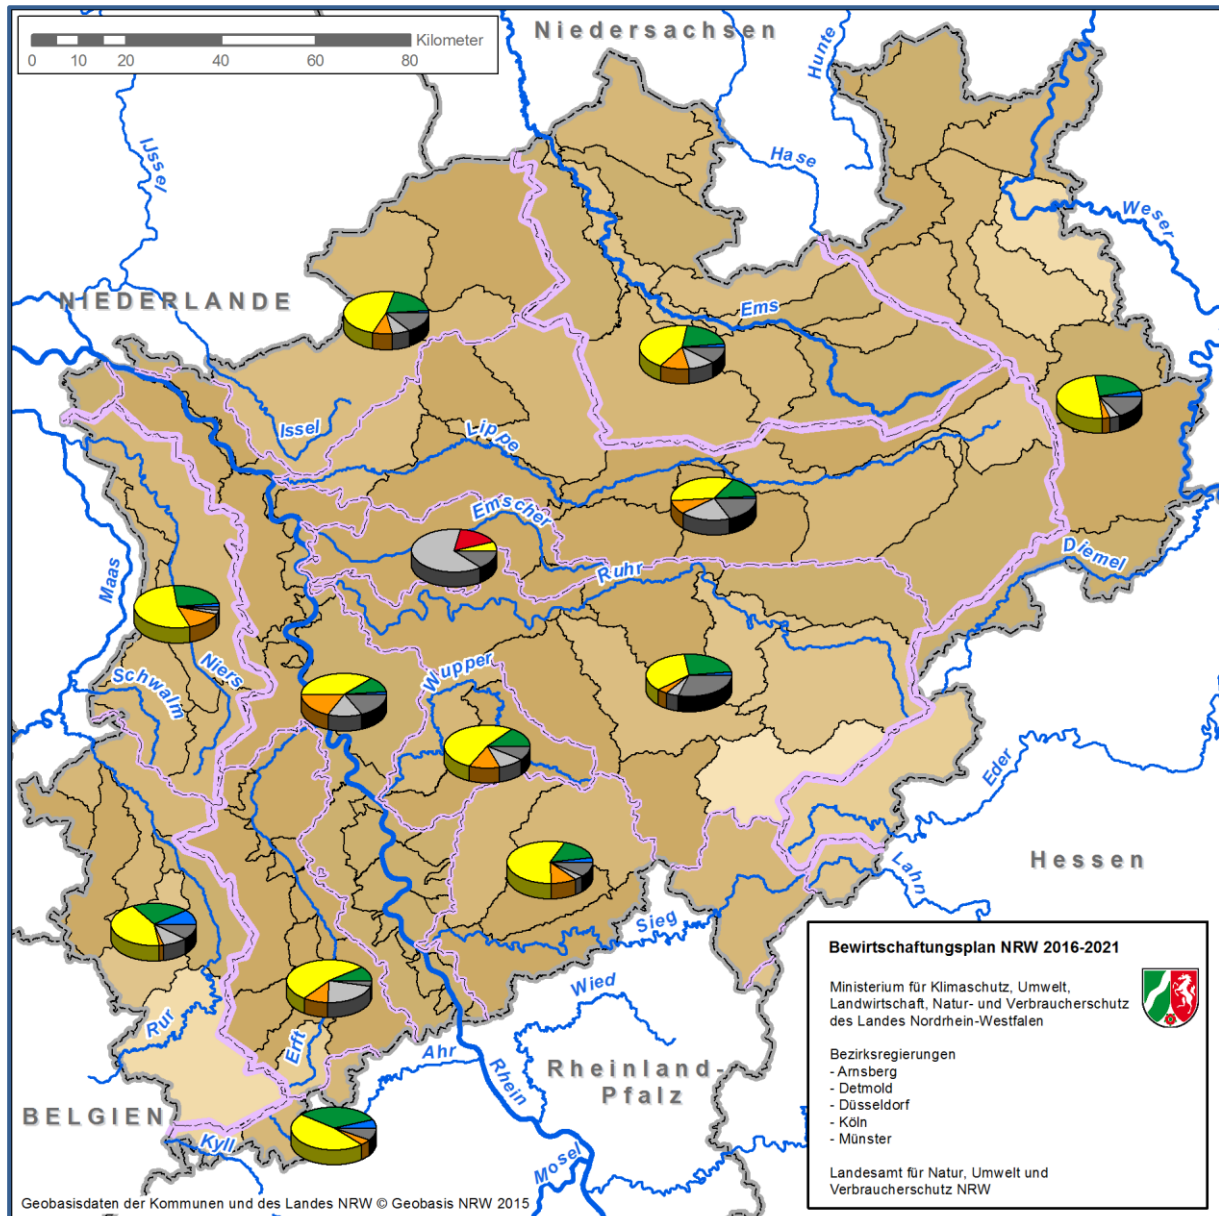 Niedersachsen
Kilometer
0 10 20 40 60 80
Hunte
IJssel
Hase
Weser
NIEDERLANDE
Ems
Issel
Lippe
Emscher
Diemel
Maas
Ruhr
Niers
Schwalm
Wupper
Eder
Lahn
Hessen
Sieg
Wied
Rur
Erft
Ahr
Rhein
Rheinland-
Pfalz
BELGIEN
Kyll
Mosel
Bewirtschaftungsplan NRW 2016-2021
Ministerium für Klimaschutz, Umwelt,
Landwirtschaft, Natur- und Verbraucherschutz
des Landes Nordrhein-Westfalen
Bezirksregierungen
- Arnsberg
- Detmold
- Düsseldorf
- Köln
- Münster
Landesamt für Natur, Umwelt und
Verbraucherschutz NRW
Geobasisdaten der Kommunen und des Landes NRW © Geobasis NRW 2015